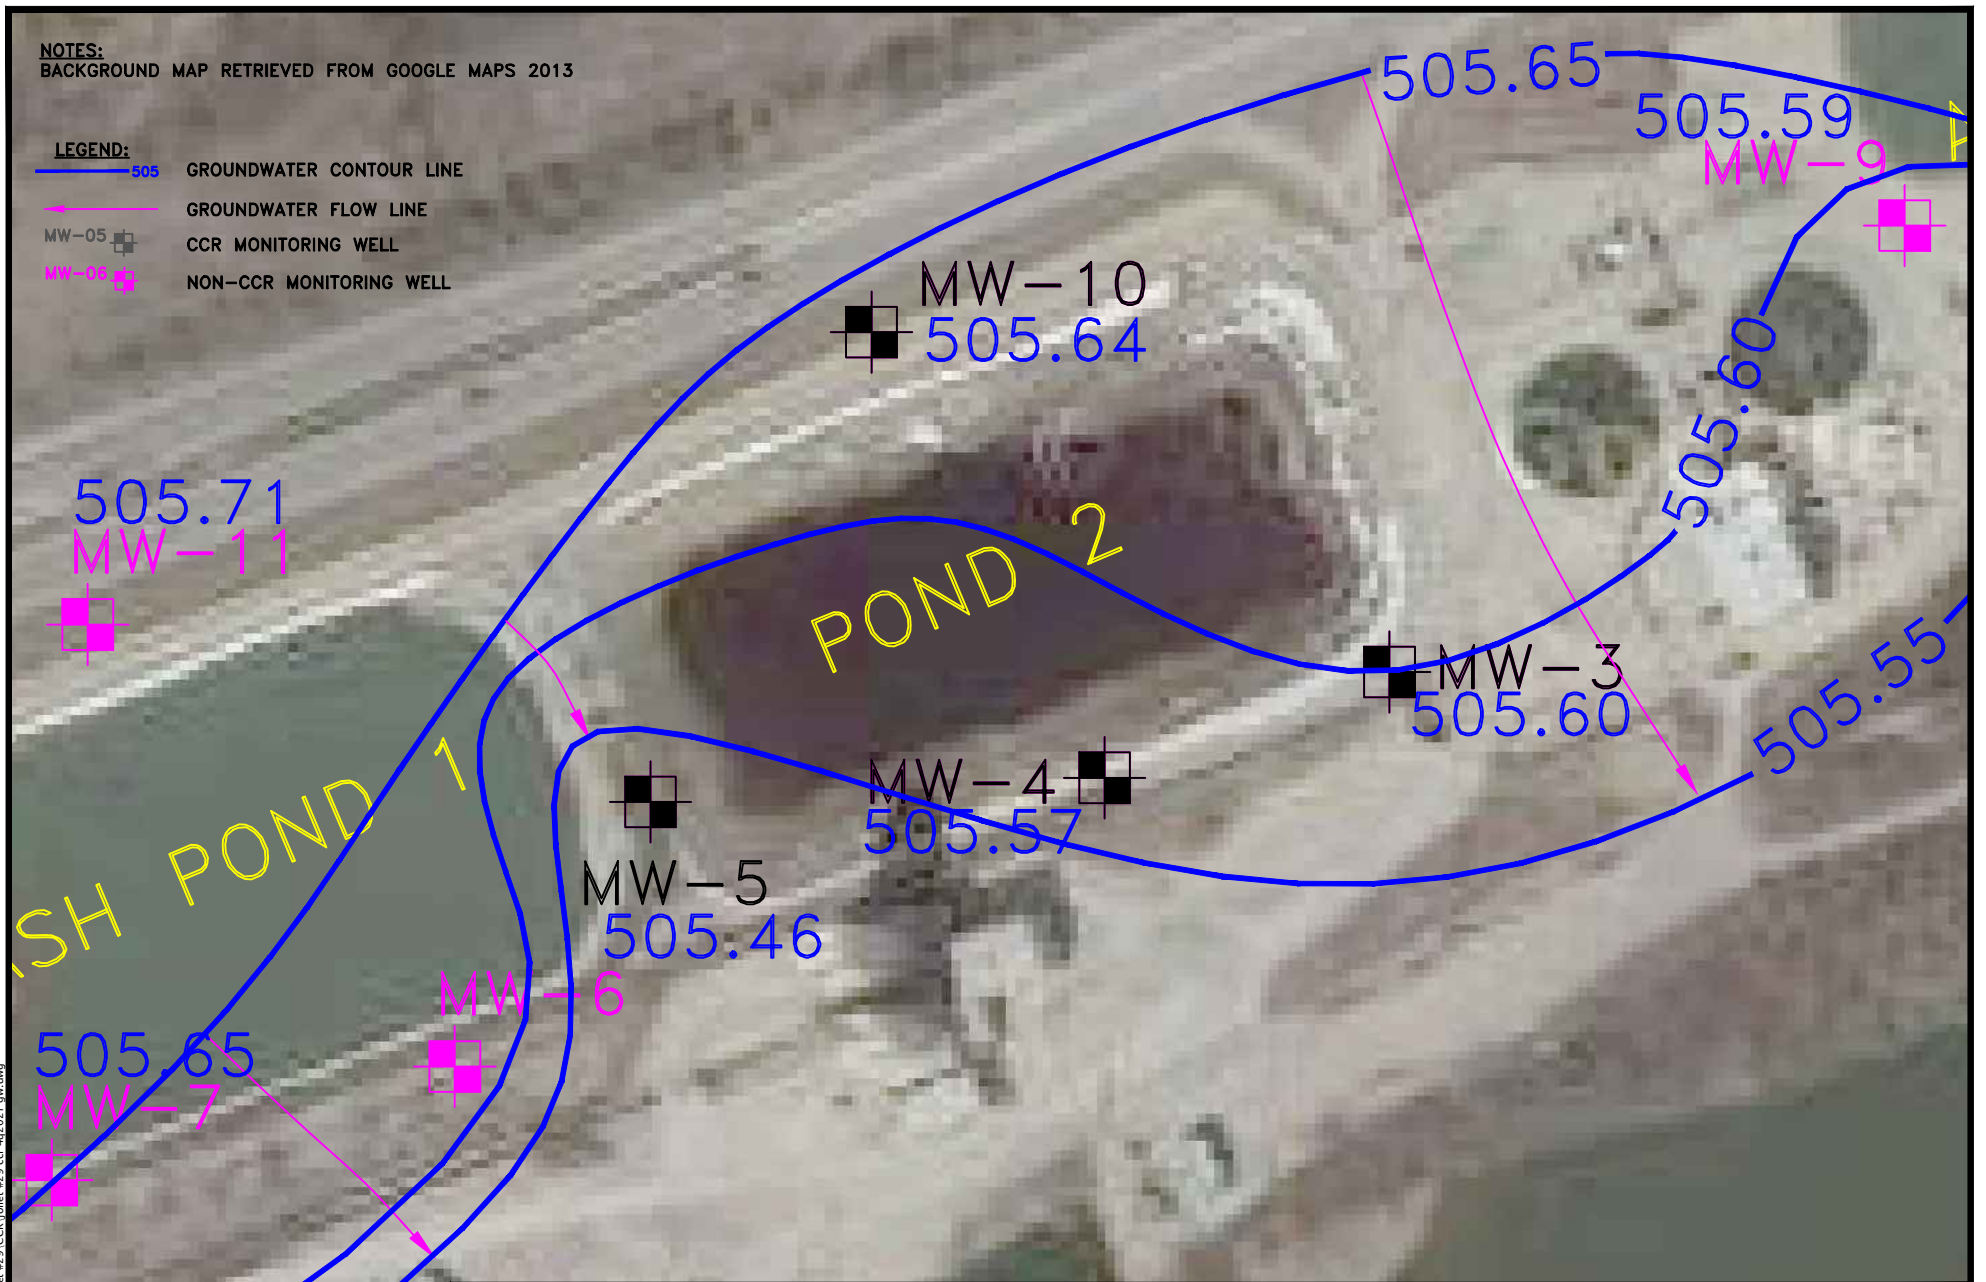 NOTES:
BACKGROUND MAP RETRIEVED FROM GOOGLE MAPS 2013
LEGEND:
505 GROUNDWATER CONTOUR LINE
GROUNDWATER FLOW LINE
MW-05 CCR MONITORING WELL
MW-06 NON-CCR MONITORING WELL
505.65
505.59
MW-9
MW-10
505.64
505.60
505.71
MW-11
POND 2
MW-3
505.60
505.55
MW-4
505.57
SH POND 1
MW-5
505.46
MW-6
505.65
MW-7